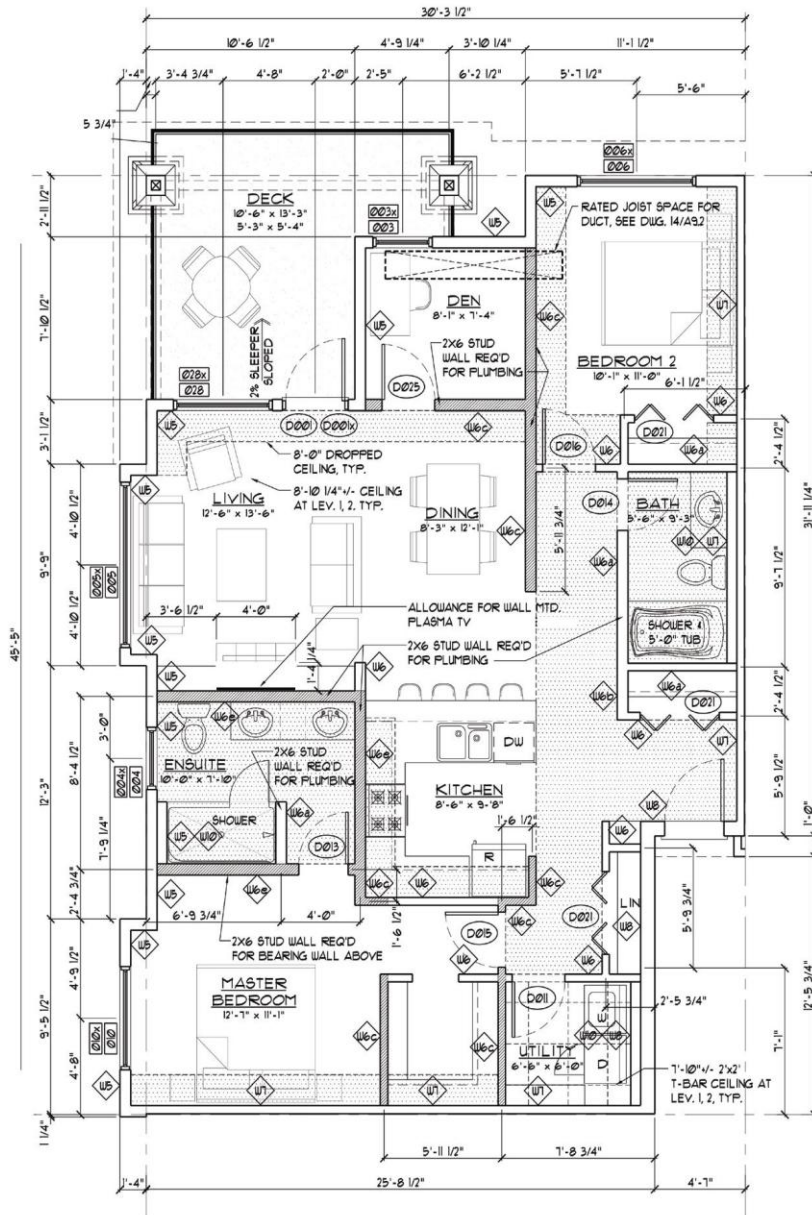 30'-3 1/2"
10'-6 1/2"
4'-9 1/4"
3'-10 1/4"
11'-1 1/2"
1'-4"
3'-4 3/4"
4'-8"
2'-0"
2'-5"
6'-2 1/2"
5'-7 1/2"
5'-6"
5 3/4"
006x
006
DECK
10'-6" x 13'-3"
5'-3" x 5'-4"
003x
003
W5
W5
RATED JOIST SPACE FOR
DUCT, SEE DWG. 14/A9.2
2'-11 1/2"
7'-10 1/2"
DEN
8'-1" x 7'-4"
W5
W6c
W7
2X6 STUD
WALL REQ'D
FOR PLUMBING
BEDROOM 2
10'-1" x 11'-0"
6'-1 1/2"
028x
028
2% SLEEPER
SLOPED
D025
W6
W5
D001
D001x
W6c
D016
W6
D021
W6a
3'-1 1/2"
2'-4 1/2"
8'-0" DROPPED
CEILING, TYP.
8'-10 1/4"+/- CEILING
AT LEV. 1, 2, TYP.
W5
LIVING
12'-6" x 13'-6"
DINING
8'-3" x 12'-1"
W6c
5'-11 3/4"
D014
BATH
5'-6" x 9'-3"
W10
W7
W6a
31'-11 1/4"
4'-10 1/2"
9'-9"
005x
005
4'-10 1/2"
9'-7 1/2"
45'-5"
3'-6 1/2"
4'-0"
ALLOWANCE FOR WALL MTD.
PLASMA TV
SHOWER &
5'-0" TUB
W5
W5
1'-4 1/4"
2X6 STUD WALL REQ'D
FOR PLUMBING
W6
W6b
W6a
D021
2'-4 1/2"
3'-0"
W5
W6e
W6
W7
ENSUITE
10'-0" x 7'-10"
2X6 STUD
WALL REQ'D
FOR PLUMBING
W6e
DW
5'-9 1/2"
12'-3"
8'-4 1/2"
004x
004
KITCHEN
8'-6" x 9'-8"
W6a
SHOWER
W5
W10
D013
1'-6 1/2"
W8
W6
1'-0"
7'-9 1/4"
R
W5
W6e
W6c
W6
W6c
LIN
W8
5'-9 3/4"
2'-4 3/4"
6'-9 3/4"
4'-0"
1'-6 1/2"
W6c
D021
D015
W5
2X6 STUD WALL REQ'D
FOR BEARING WALL ABOVE
W6
W6
12'-5 3/4"
4'-9 1/2"
9'-5 1/2"
010x
010
MASTER
BEDROOM
12'-7" x 11'-1"
D011
W
2'-5 3/4"
W6c
W6c
UTILITY
6'-6" x 6'-0"
W10
W8
D
7'-1"
4'-8"
W5
W7
W7
W7
7'-10"+/- 2'x2'
T-BAR CEILING AT
LEV. 1, 2, TYP.
1 1/4"
5'-11 1/2"
7'-8 3/4"
1'-4"
25'-8 1/2"
4'-7"